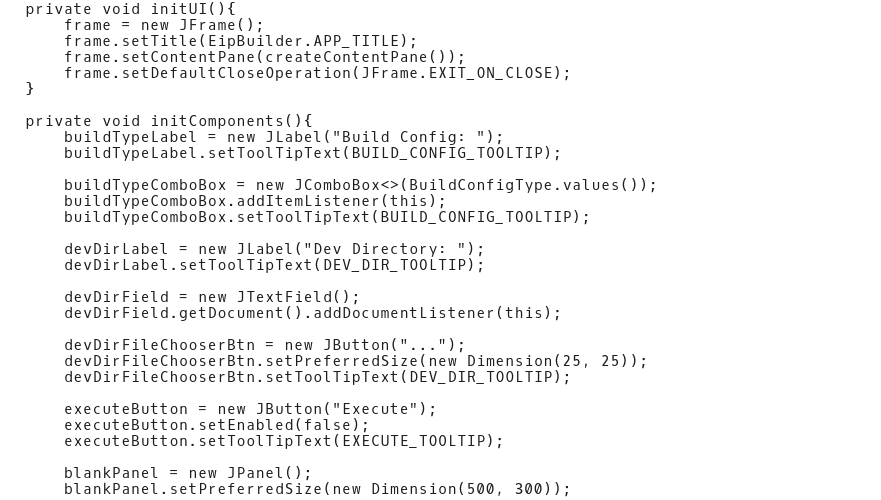 private void initUI(){
    frame = new JFrame();
    frame.setTitle(EipBuilder.APP_TITLE);
    frame.setContentPane(createContentPane());
    frame.setDefaultCloseOperation(JFrame.EXIT_ON_CLOSE);
}

private void initComponents(){
    buildTypeLabel = new JLabel("Build Config: ");
    buildTypeLabel.setToolTipText(BUILD_CONFIG_TOOLTIP);

    buildTypeComboBox = new JComboBox<>(BuildConfigType.values());
    buildTypeComboBox.addItemListener(this);
    buildTypeComboBox.setToolTipText(BUILD_CONFIG_TOOLTIP);

    devDirLabel = new JLabel("Dev Directory: ");
    devDirLabel.setToolTipText(DEV_DIR_TOOLTIP);

    devDirField = new JTextField();
    devDirField.getDocument().addDocumentListener(this);

    devDirFileChooserBtn = new JButton("...");
    devDirFileChooserBtn.setPreferredSize(new Dimension(25, 25));
    devDirFileChooserBtn.setToolTipText(DEV_DIR_TOOLTIP);

    executeButton = new JButton("Execute");
    executeButton.setEnabled(false);
    executeButton.setToolTipText(EXECUTE_TOOLTIP);

    blankPanel = new JPanel();
    blankPanel.setPreferredSize(new Dimension(500, 300));